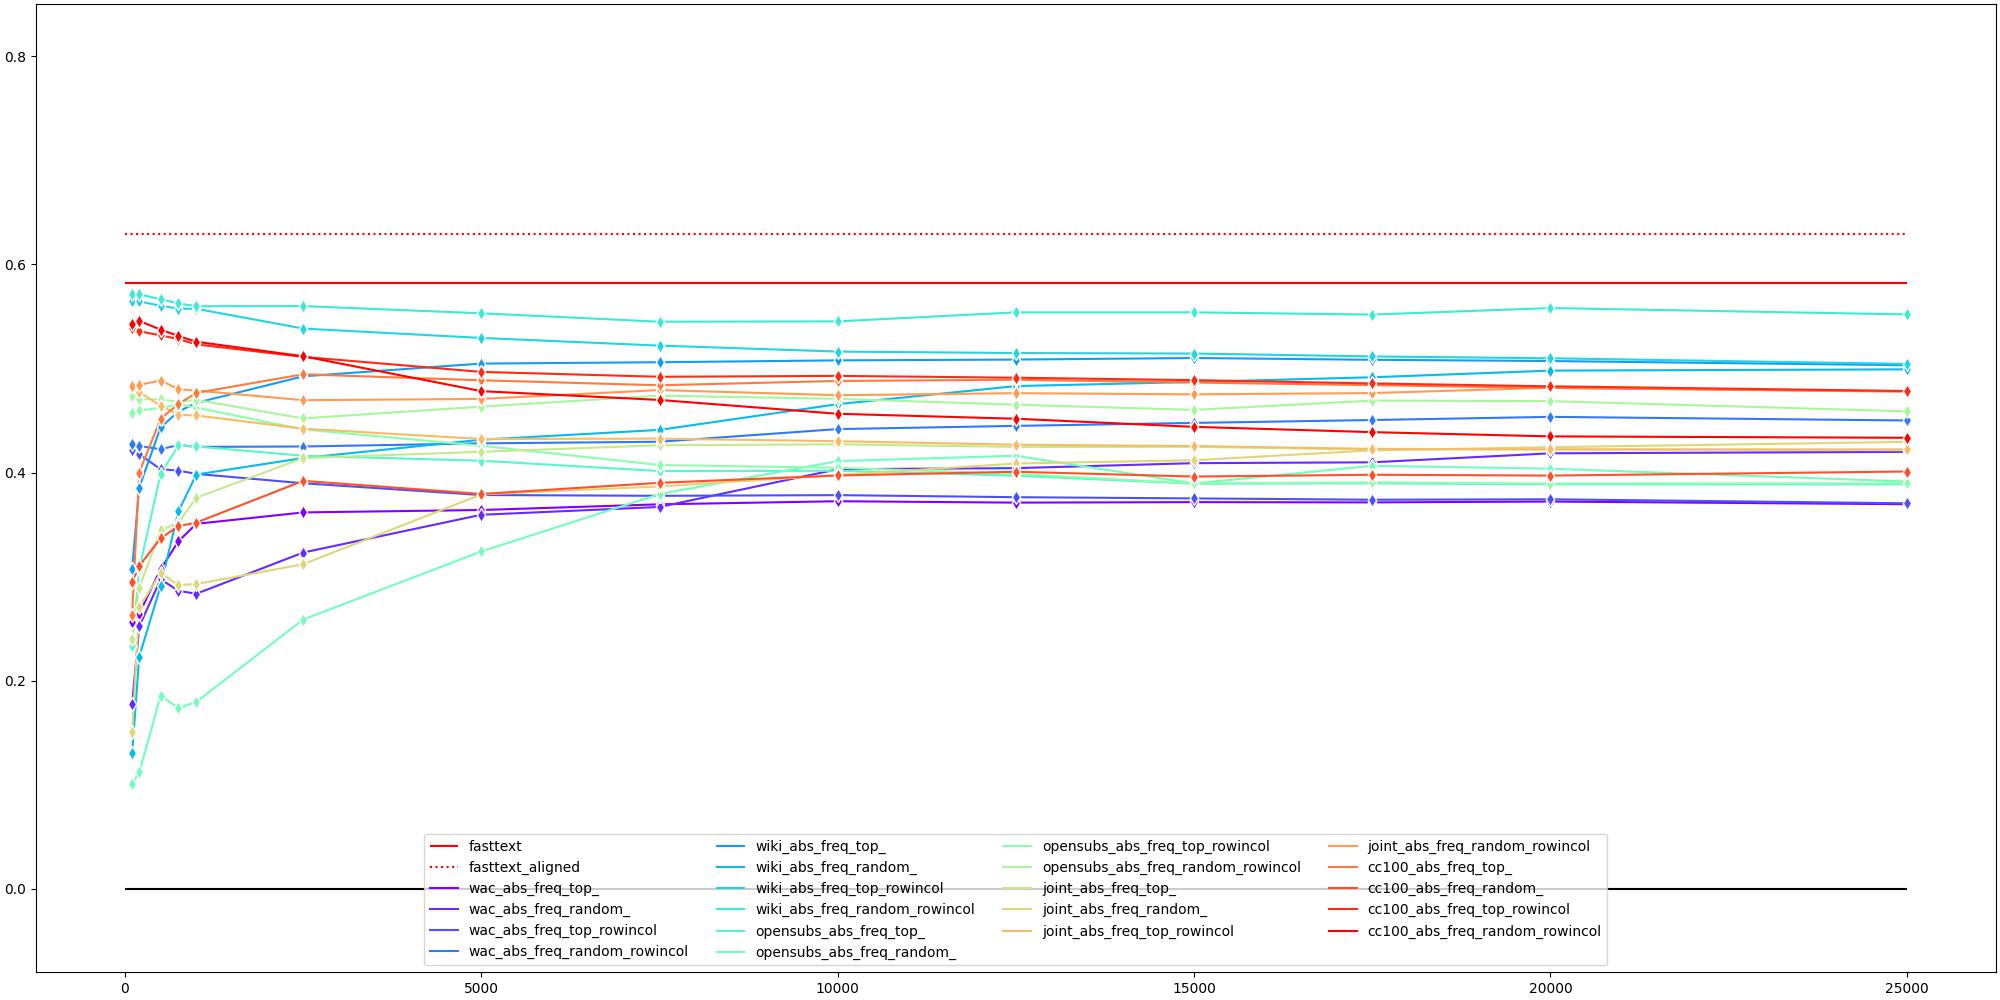 0.8
0.6
0.4
0.2
0.0
fasttext
fasttext_aligned
wac_abs_freq_top_
wac_abs_freq_random_
wac_abs_freq_top_rowincol
wac_abs_freq_random_rowincol
wiki_abs_freq_top_
wiki_abs_freq_random_
wiki_abs_freq_top_rowincol
wiki_abs_freq_random_rowincol
opensubs_abs_freq_top_
opensubs_abs_freq_random_
opensubs_abs_freq_top_rowincol
opensubs_abs_freq_random_rowincol
joint_abs_freq_top_
joint_abs_freq_random_
joint_abs_freq_top_rowincol
joint_abs_freq_random_rowincol
cc100_abs_freq_top_
cc100_abs_freq_random_
cc100_abs_freq_top_rowincol
cc100_abs_freq_random_rowincol
0 5000 10000 15000 20000 25000